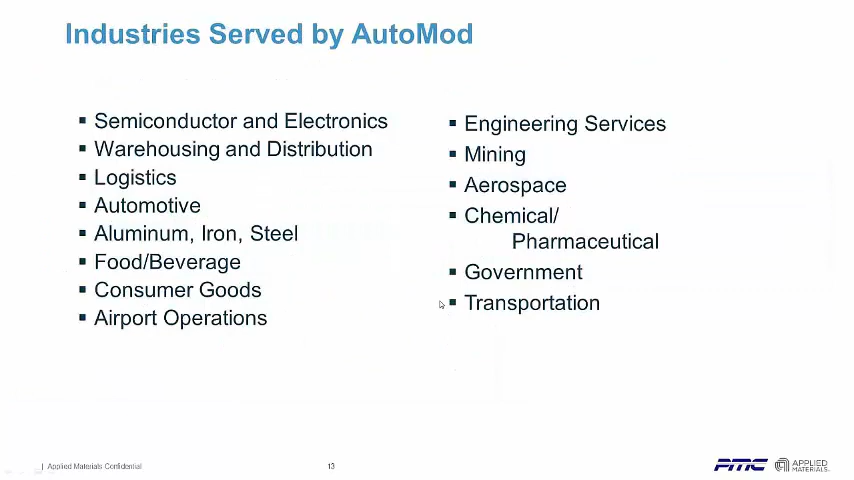 Industries Served by AutoMod
▪ Semiconductor and Electronics
▪ Warehousing and Distribution
▪ Logistics
▪ Automotive
▪ Aluminum, Iron, Steel
▪ Food/Beverage
▪ Consumer Goods
▪ Airport Operations
▪ Engineering Services
▪ Mining
▪ Aerospace
▪ Chemical/
Pharmaceutical
▪ Government
▪ Transportation
| Applied Materials Confidential
13
PMC
APPLIED
MATERIALS